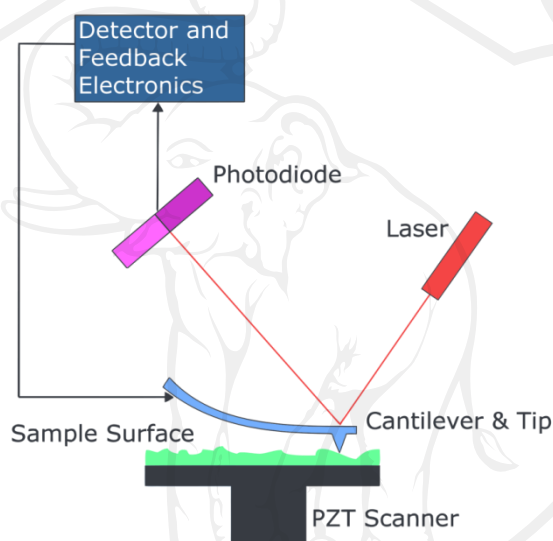 Detector and
Feedback
Electronics
Photodiode
Laser
Cantilever & Tip
Sample Surface
PZT Scanner